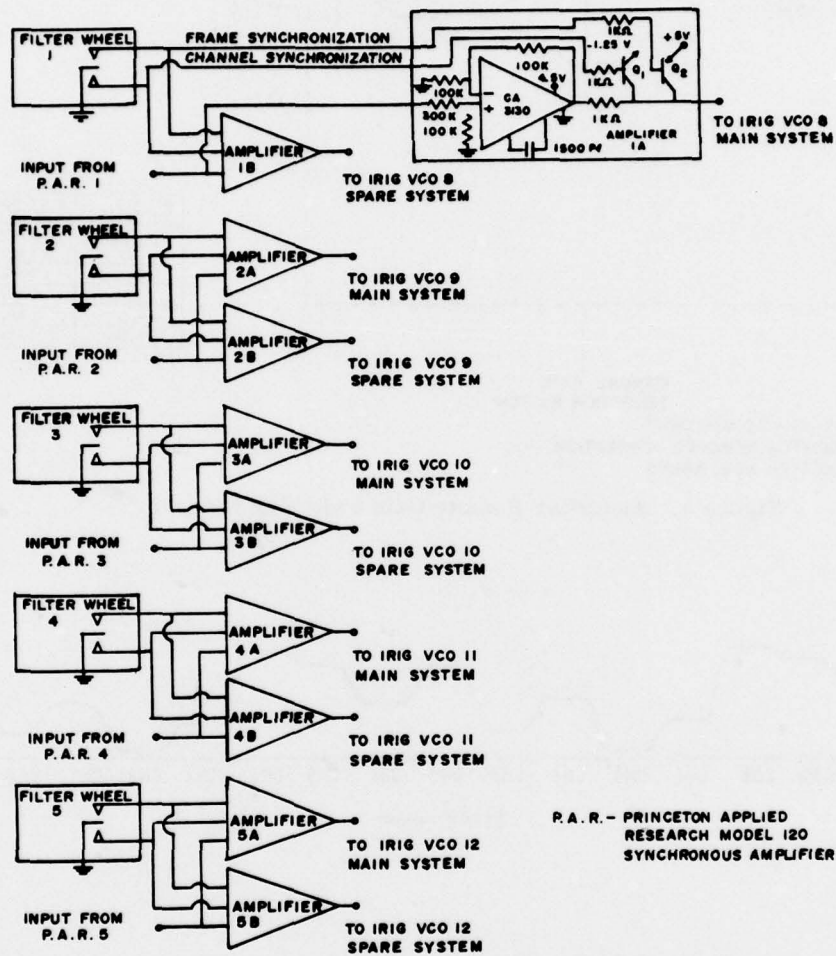 FILTER WHEEL
1
FRAME SYNCHRONIZATION
CHANNEL SYNCHRONIZATION
INPUT FROM
P.A.R. 1
AMPLIFIER
1B
TO IRIG VCO 8
SPARE SYSTEM
1KΩ
-1.25 V
+5V
100K
4.5V
Q1
Q2
100K
300K
100K
CA
3130
1KΩ
1KΩ
1500 Pf
AMPLIFIER
1A
TO IRIG VCO 8
MAIN SYSTEM
FILTER WHEEL
2
INPUT FROM
P.A.R. 2
AMPLIFIER
2A
TO IRIG VCO 9
MAIN SYSTEM
AMPLIFIER
2B
TO IRIG VCO 9
SPARE SYSTEM
FILTER WHEEL
3
INPUT FROM
P.A.R. 3
AMPLIFIER
3A
TO IRIG VCO 10
MAIN SYSTEM
AMPLIFIER
3B
TO IRIG VCO 10
SPARE SYSTEM
FILTER WHEEL
4
INPUT FROM
P.A.R. 4
AMPLIFIER
4A
TO IRIG VCO 11
MAIN SYSTEM
AMPLIFIER
4B
TO IRIG VCO 11
SPARE SYSTEM
FILTER WHEEL
5
INPUT FROM
P.A.R. 5
AMPLIFIER
5A
TO IRIG VCO 12
MAIN SYSTEM
AMPLIFIER
5B
TO IRIG VCO 12
SPARE SYSTEM
P.A.R.- PRINCETON APPLIED
RESEARCH MODEL 120
SYNCHRONOUS AMPLIFIER